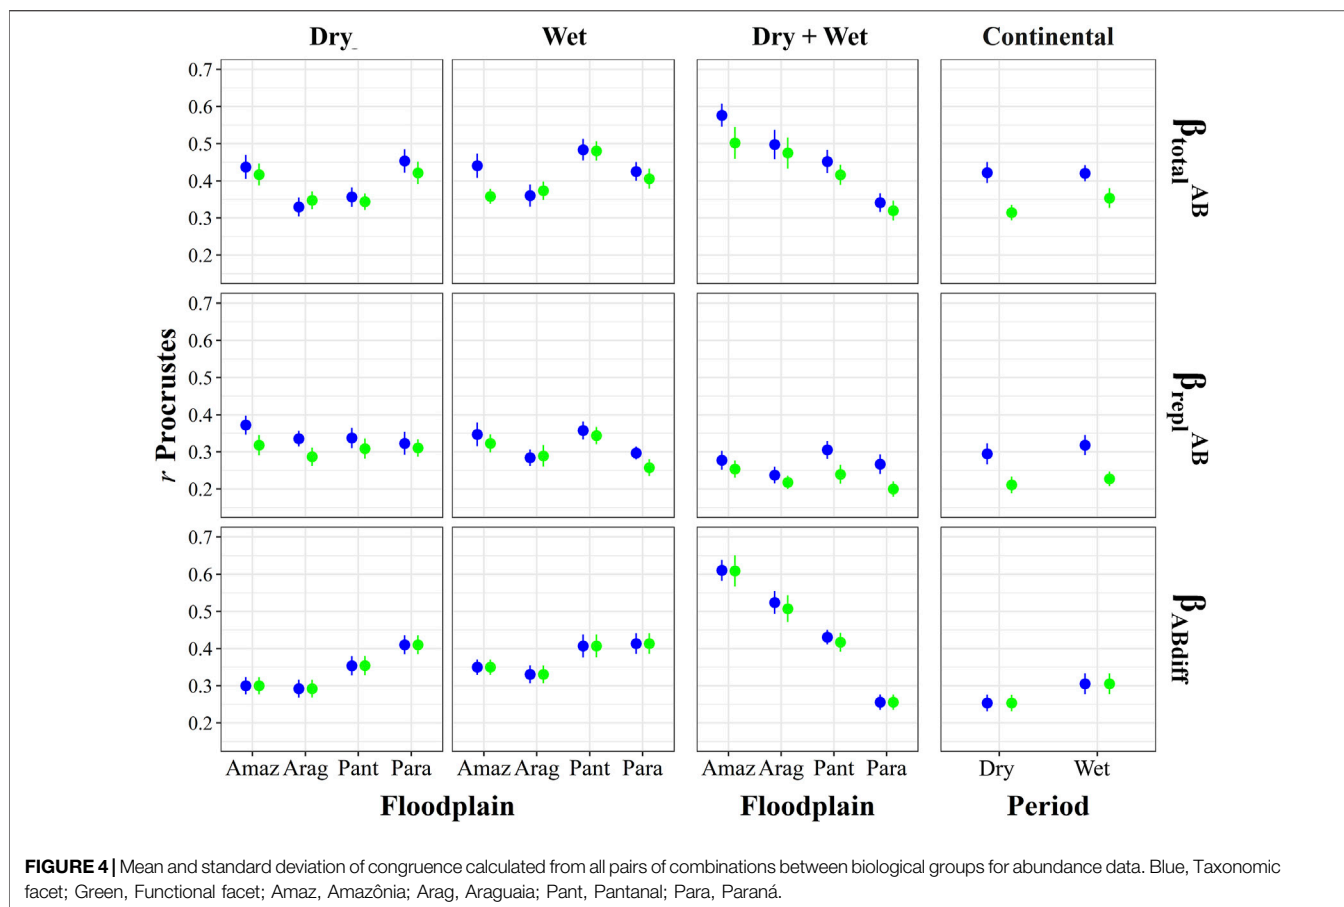 Dry Wet Dry + Wet Continental
0.7
0.6
0.5
0.4
0.3
0.2
βtotal AB
0.7
0.6
0.5
0.4
0.3
0.2
βrepl AB
r Procrustes
0.7
0.6
0.5
0.4
0.3
0.2
βABdiff
Amaz Arag Pant Para Amaz Arag Pant Para Amaz Arag Pant Para Dry Wet
Floodplain Floodplain Period
FIGURE 4 | Mean and standard deviation of congruence calculated from all pairs of combinations between biological groups for abundance data. Blue, Taxonomic
facet; Green, Functional facet; Amaz, Amazônia; Arag, Araguaia; Pant, Pantanal; Para, Paraná.